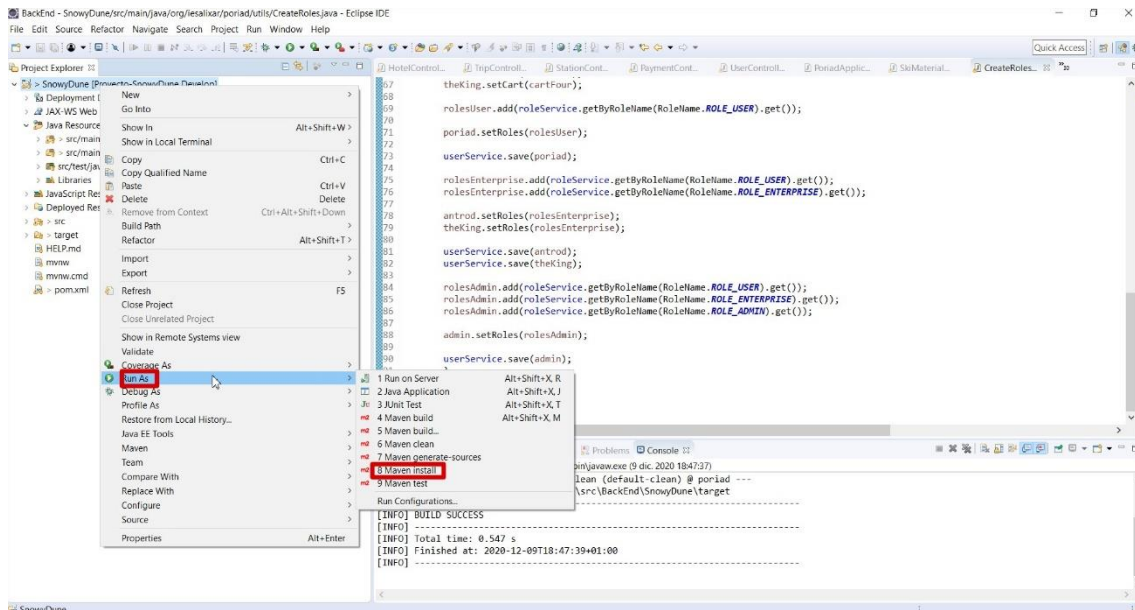 BackEnd - SnowyDune/src/main/java/org/iesalixar/poriad/utils/CreateRoles.java - Eclipse IDE
File Edit Source Refactor Navigate Search Project Run Window Help
Quick Access
Project Explorer
> SnowyDune [Proyecto-SnowyDune Develop]
Deployment D
JAX-WS Web
Java Resource
> src/main
> src/main
src/test/jav
Libraries
JavaScript Res
Deployed Res
> src
> target
HELP.md
mvnw
mvnw.cmd
> pom.xml
New
Go Into
Show In Alt+Shift+W >
Show in Local Terminal
Copy Ctrl+C
Copy Qualified Name
Paste Ctrl+V
Delete Delete
Remove from Context Ctrl+Alt+Shift+Down
Build Path
Refactor Alt+Shift+T >
Import
Export
Refresh F5
Close Project
Close Unrelated Project
Show in Remote Systems view
Validate
Coverage As
Run As
Debug As
Profile As
Restore from Local History...
Java EE Tools
Maven
Team
Compare With
Replace With
Configure
Source
Properties Alt+Enter
1 Run on Server Alt+Shift+X, R
2 Java Application Alt+Shift+X, J
3 JUnit Test Alt+Shift+X, T
4 Maven build Alt+Shift+X, M
5 Maven build...
6 Maven clean
7 Maven generate-sources
8 Maven install
9 Maven test
Run Configurations...
HotelControl... TripControll... StationCont... PaymentCont... UserControll... PoriadApplic... SkiMaterial... CreateRoles...
67 theKing.setCart(cartFour);
68
69 rolesUser.add(roleService.getByRoleName(RoleName.ROLE_USER).get());
70
71 poriad.setRoles(rolesUser);
72
73 userService.save(poriad);
74
75 rolesEnterprise.add(roleService.getByRoleName(RoleName.ROLE_USER).get());
76 rolesEnterprise.add(roleService.getByRoleName(RoleName.ROLE_ENTERPRISE).get());
77
78 antrod.setRoles(rolesEnterprise);
79 theKing.setRoles(rolesEnterprise);
80
81 userService.save(antrod);
82 userService.save(theKing);
83
84 rolesAdmin.add(roleService.getByRoleName(RoleName.ROLE_USER).get());
85 rolesAdmin.add(roleService.getByRoleName(RoleName.ROLE_ENTERPRISE).get());
86 rolesAdmin.add(roleService.getByRoleName(RoleName.ROLE_ADMIN).get());
87
88 admin.setRoles(rolesAdmin);
89
90 userService.save(admin);
Problems Console
bin\javaw.exe (9 dic. 2020 18:47:37)
lean (default-clean) @ poriad ---
\src\BackEnd\SnowyDune\target
[INFO] BUILD SUCCESS
[INFO] ------------------------------------------------------------------------
[INFO] Total time: 0.547 s
[INFO] Finished at: 2020-12-09T18:47:39+01:00
[INFO] ------------------------------------------------------------------------
SnowyDune